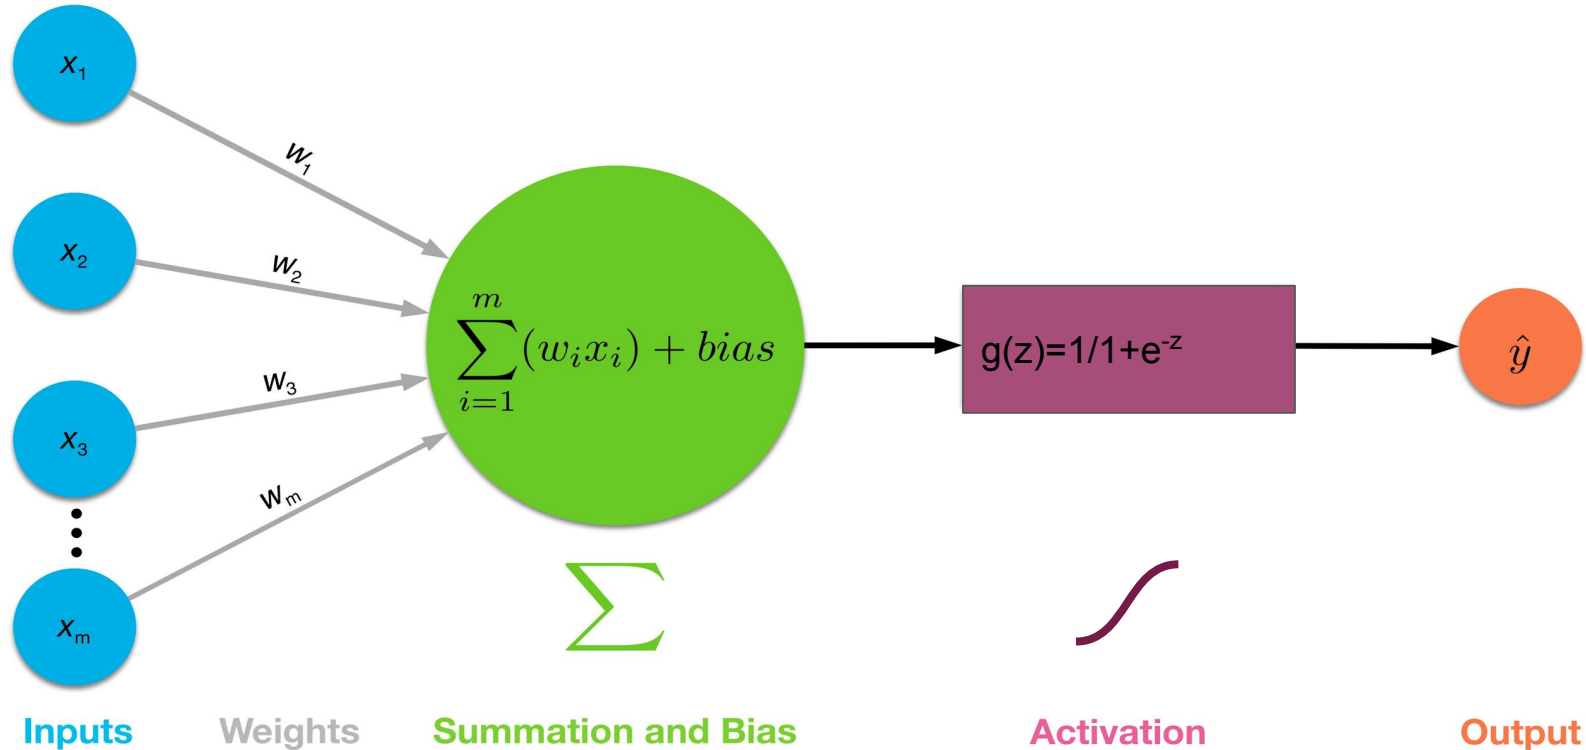 x₁
w₁
x₂
w₂
x₃
w₃
xₘ
wₘ
m
∑(wᵢxᵢ) + bias
i=1
g(z)=1/1+e⁻ᶻ
ŷ
∑
Inputs
Weights
Summation and Bias
Activation
Output